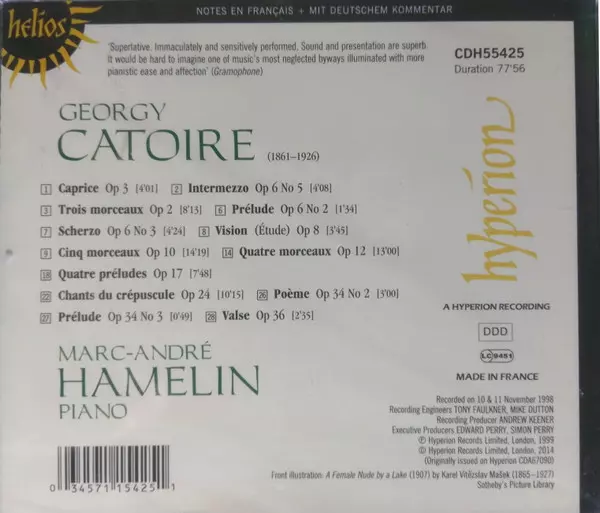 NOTES EN FRANÇAIS + MIT DEUTSCHEM KOMMENTAR
helios
'Superlative. Immaculately and sensitively performed. Sound and presentation are superb.
It would be hard to imagine one of music's most neglected byways illuminated with more
pianistic ease and affection' (Gramophone)
CDH55425
Duration 77'56
GEORGY
CATOIRE (1861–1926)
1 Caprice Op 3 [4'01] 2 Intermezzo Op 6 No 5 [4'08]
3 Trois morceaux Op 2 [8'13] 6 Prélude Op 6 No 2 [1'34]
7 Scherzo Op 6 No 3 [4'24] 8 Vision (Étude) Op 8 [3'45]
9 Cinq morceaux Op 10 [14'19] 14 Quatre morceaux Op 12 [13'00]
18 Quatre préludes Op 17 [7'48]
22 Chants du crépuscule Op 24 [10'15] 26 Poème Op 34 No 2 [3'00]
27 Prélude Op 34 No 3 [0'49] 28 Valse Op 36 [2'35]
MARC-ANDRÉ
HAMELIN
PIANO
hyperion
A HYPERION RECORDING
DDD
LC 9451
MADE IN FRANCE
Recorded on 10 & 11 November 1998
Recording Engineers TONY FAULKNER, MIKE DUTTON
Recording Producer ANDREW KEENER
Executive Producers EDWARD PERRY, SIMON PERRY
℗ Hyperion Records Limited, London, 1999
© Hyperion Records Limited, London, 2014
(Originally issued on Hyperion CDA67090)
Front illustration: A Female Nude by a Lake (1907) by Karel Vítězslav Mašek (1865–1927)
Sotheby's Picture Library
0 34571 15425 1